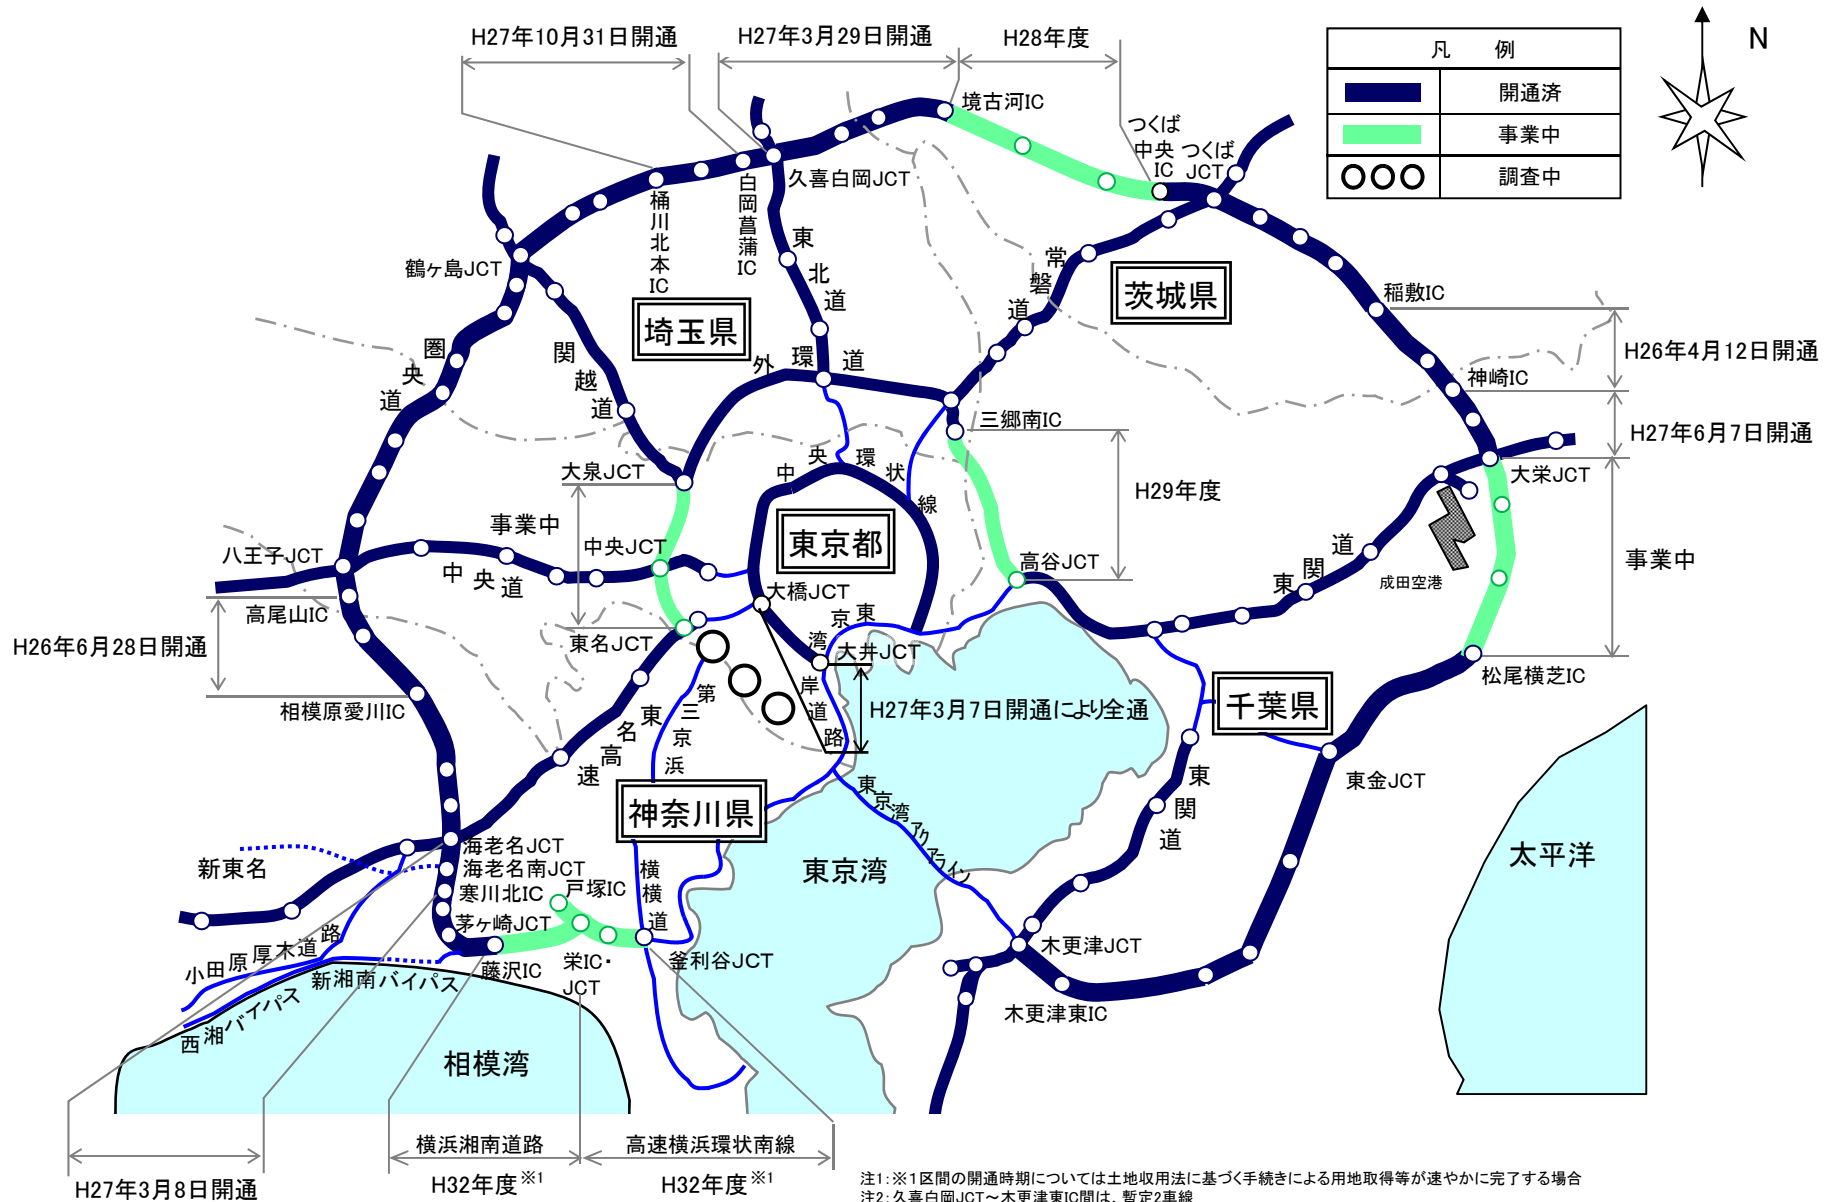 H27年10月31日開通
H27年3月29日開通
H28年度
N
凡　例
開通済
事業中
調査中
境古河IC
つくば
中央
IC
つくば
JCT
久喜白岡JCT
白岡菖蒲IC
桶川北本IC
鶴ヶ島JCT
東北道
常磐道
茨城県
埼玉県
稲敷IC
H26年4月12日開通
神崎IC
H27年6月7日開通
圏央道
関越道
外環道
三郷南IC
大泉JCT
中央環状線
H29年度
大栄JCT
事業中
中央JCT
東京都
八王子JCT
中央道
高谷JCT
東関道
成田空港
事業中
大橋JCT
高尾山IC
H26年6月28日開通
東名JCT
東京湾岸道路
大井JCT
松尾横芝IC
相模原愛川IC
第三京浜
H27年3月7日開通により全通
千葉県
東名高速
神奈川県
東京湾アクアライン
東関道
東金JCT
太平洋
海老名JCT
海老名南JCT
新東名
寒川北IC
戸塚IC
横横道
東京湾
茅ヶ崎JCT
小田原厚木道路
藤沢IC
栄IC・
JCT
釜利谷JCT
木更津JCT
新湘南バイパス
西湘バイパス
木更津東IC
相模湾
横浜湘南道路
高速横浜環状南線
H27年3月8日開通
H32年度※1
H32年度※1
注1：※1区間の開通時期については土地収用法に基づく手続きによる用地取得等が速やかに完了する場合
注2：久喜白岡JCT～木更津東IC間は、暫定2車線